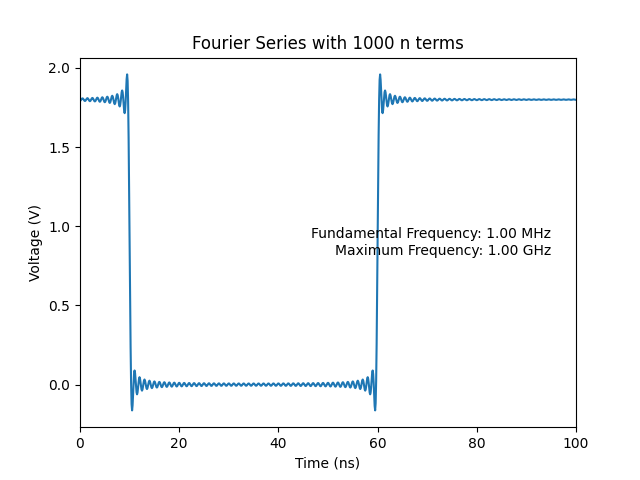 Fourier Series with 1000 n terms
2.0
1.5
1.0
0.5
0.0
Voltage (V)
Fundamental Frequency: 1.00 MHz
Maximum Frequency: 1.00 GHz
0 20 40 60 80 100
Time (ns)